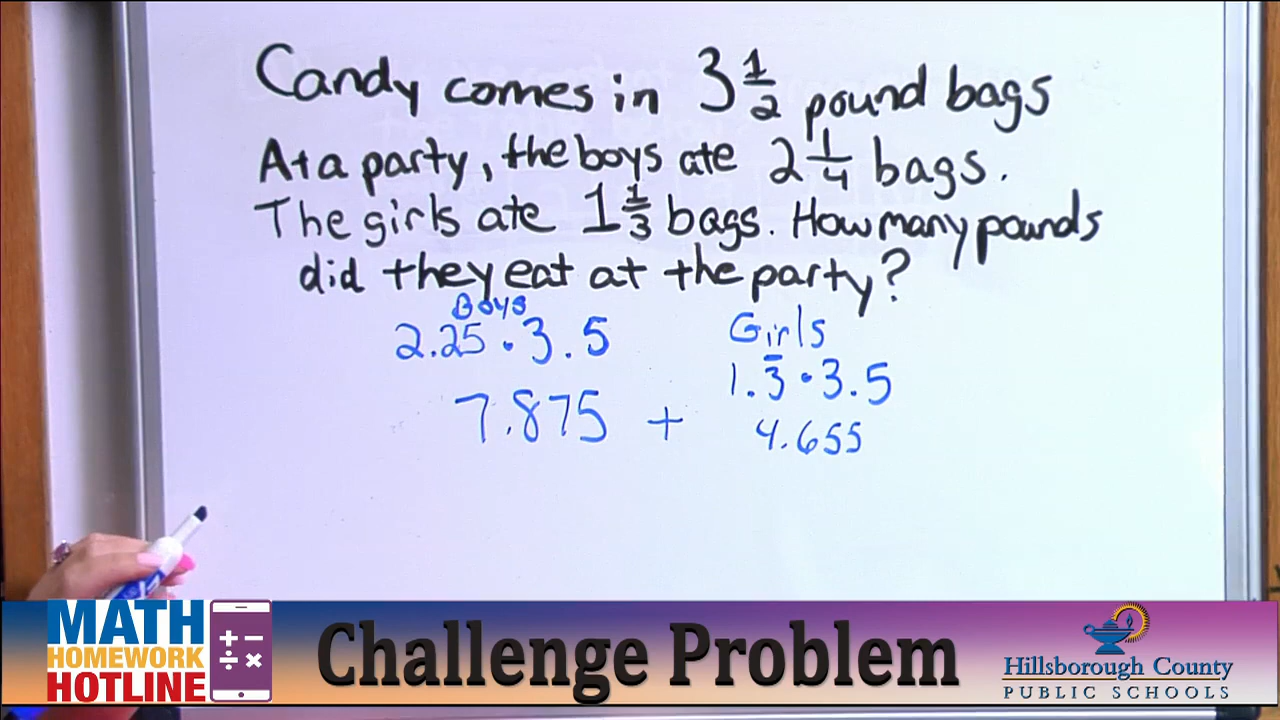 Candy comes in 3 1/2 pound bags
At a party, the boys ate 2 1/4 bags.
The girls ate 1 1/3 bags. How many pounds
did they eat at the party?
Boys
2.25 · 3.5
Girls
1.3̅ · 3.5
7.875 + 4.655
MATH
HOMEWORK
HOTLINE
+ −
÷ ×
Challenge Problem
Hillsborough County
PUBLIC SCHOOLS